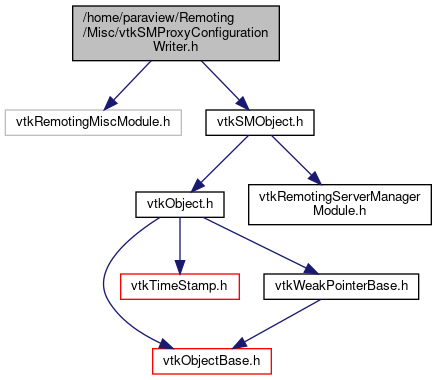 /home/paraview/Remoting
/Misc/vtkSMProxyConfiguration
Writer.h
vtkRemotingMiscModule.h
vtkSMObject.h
vtkObject.h
vtkRemotingServerManager
Module.h
vtkTimeStamp.h
vtkWeakPointerBase.h
vtkObjectBase.h